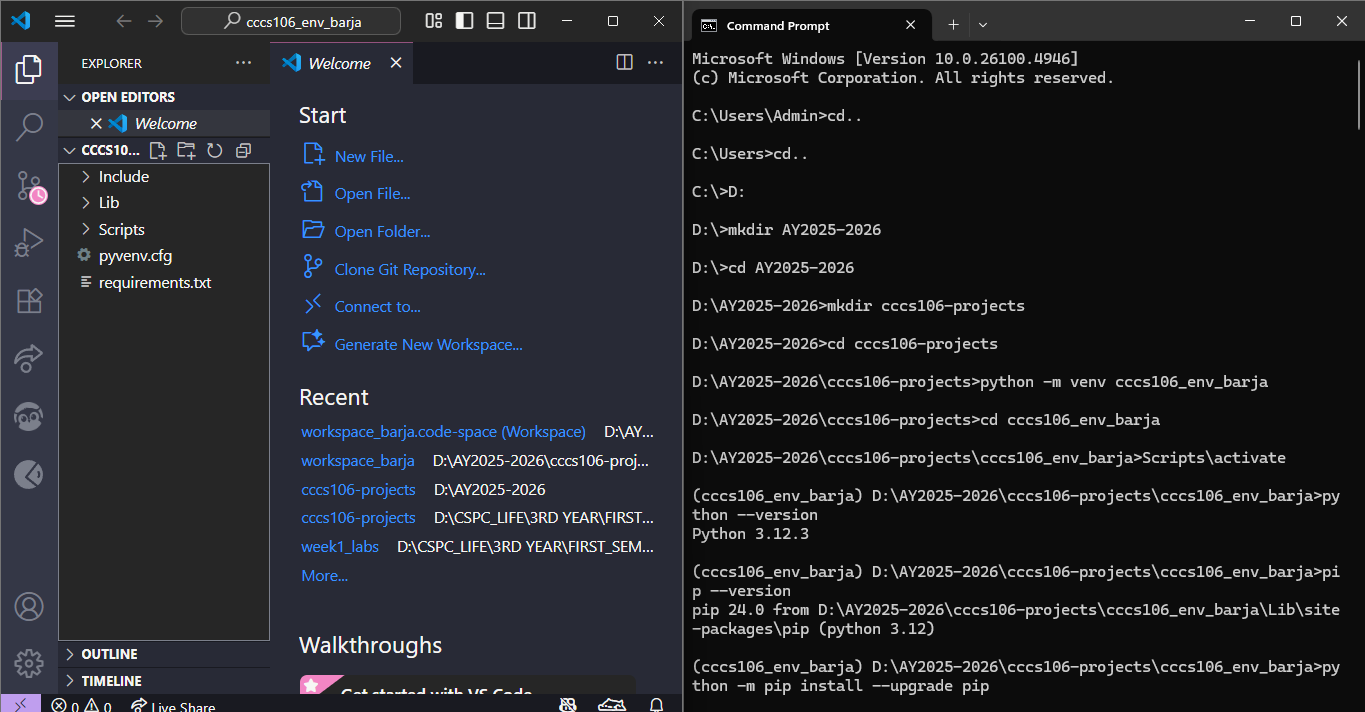 cccs106_env_barja
EXPLORER
OPEN EDITORS
Welcome
CCCS10...
Include
Lib
Scripts
pyvenv.cfg
requirements.txt
OUTLINE
TIMELINE
0 0 Live Share
Welcome
Start
New File...
Open File...
Open Folder...
Clone Git Repository...
Connect to...
Generate New Workspace...
Recent
workspace_barja.code-space (Workspace) D:\AY...
workspace_barja D:\AY2025-2026\cccs106-proj...
cccs106-projects D:\AY2025-2026
cccs106-projects D:\CSPC_LIFE\3RD YEAR\FIRST...
week1_labs D:\CSPC_LIFE\3RD YEAR\FIRST_SEM...
More...
Walkthroughs
Get started with VS Code
Command Prompt
Microsoft Windows [Version 10.0.26100.4946]
(c) Microsoft Corporation. All rights reserved.
C:\Users\Admin>cd..
C:\Users>cd..
C:\>D:
D:\>mkdir AY2025-2026
D:\>cd AY2025-2026
D:\AY2025-2026>mkdir cccs106-projects
D:\AY2025-2026>cd cccs106-projects
D:\AY2025-2026\cccs106-projects>python -m venv cccs106_env_barja
D:\AY2025-2026\cccs106-projects>cd cccs106_env_barja
D:\AY2025-2026\cccs106-projects\cccs106_env_barja>Scripts\activate
(cccs106_env_barja) D:\AY2025-2026\cccs106-projects\cccs106_env_barja>py
thon --version
Python 3.12.3
(cccs106_env_barja) D:\AY2025-2026\cccs106-projects\cccs106_env_barja>pi
p --version
pip 24.0 from D:\AY2025-2026\cccs106-projects\cccs106_env_barja\Lib\site
-packages\pip (python 3.12)
(cccs106_env_barja) D:\AY2025-2026\cccs106-projects\cccs106_env_barja>py
thon -m pip install --upgrade pip